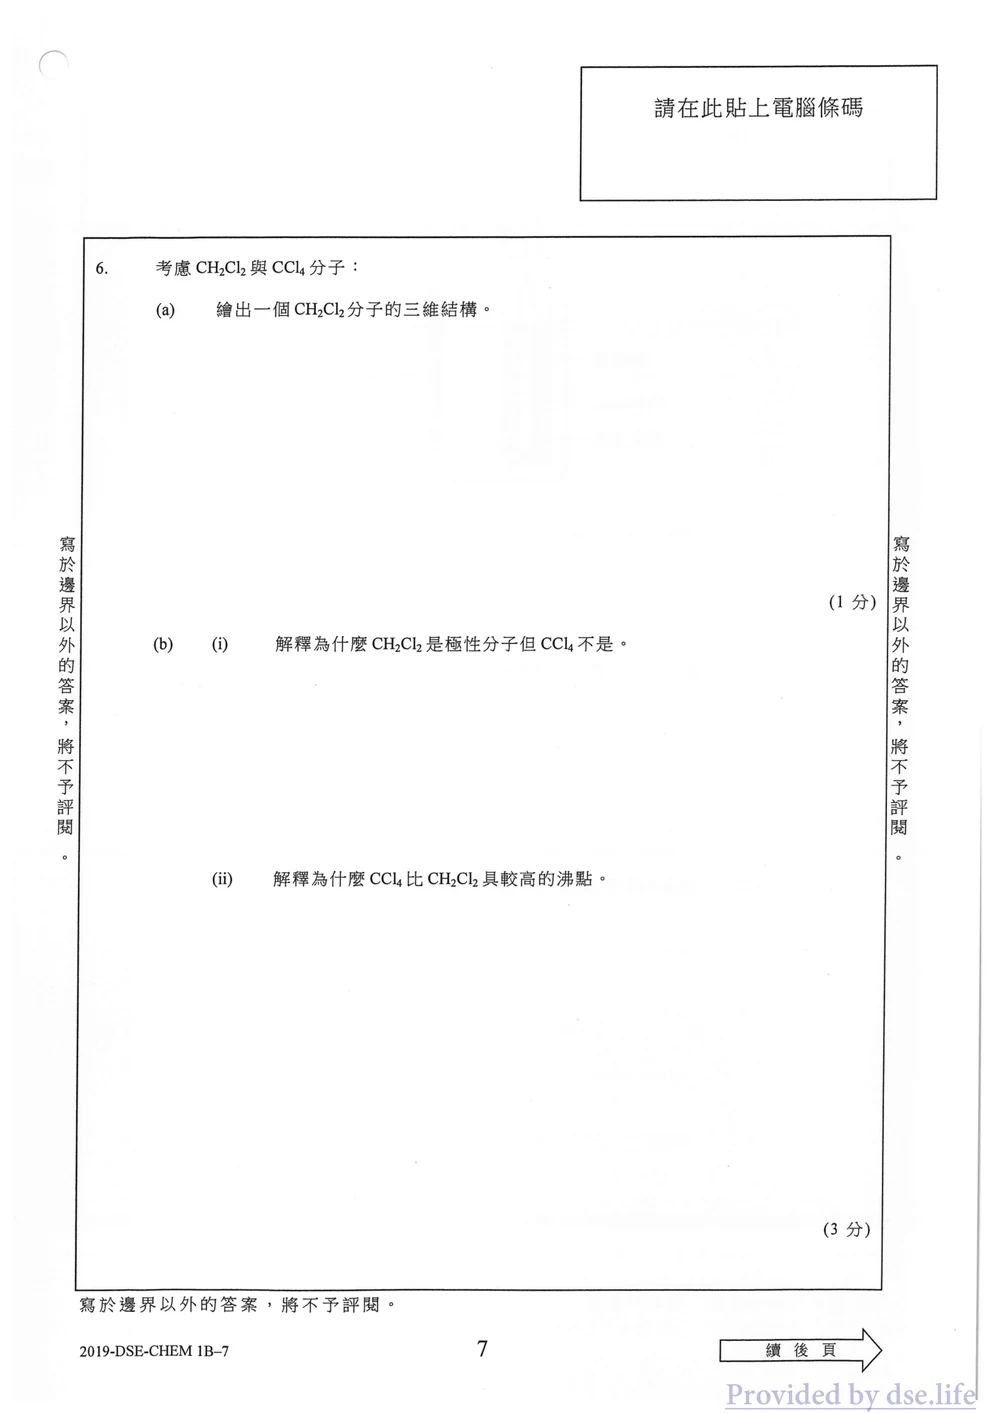 請在此貼上電腦條碼
6. 考慮 CH₂Cl₂ 與 CCl₄ 分子：
(a) 繪出一個 CH₂Cl₂ 分子的三維結構。
(1 分)
(b) (i) 解釋為什麼 CH₂Cl₂ 是極性分子但 CCl₄ 不是。
(ii) 解釋為什麼 CCl₄ 比 CH₂Cl₂ 具較高的沸點。
(3 分)
寫於邊界以外的答案，將不予評閱。
寫於邊界以外的答案，將不予評閱。
寫於邊界以外的答案，將不予評閱。
2019-DSE-CHEM 1B–7
7
續後頁
Provided by dse.life